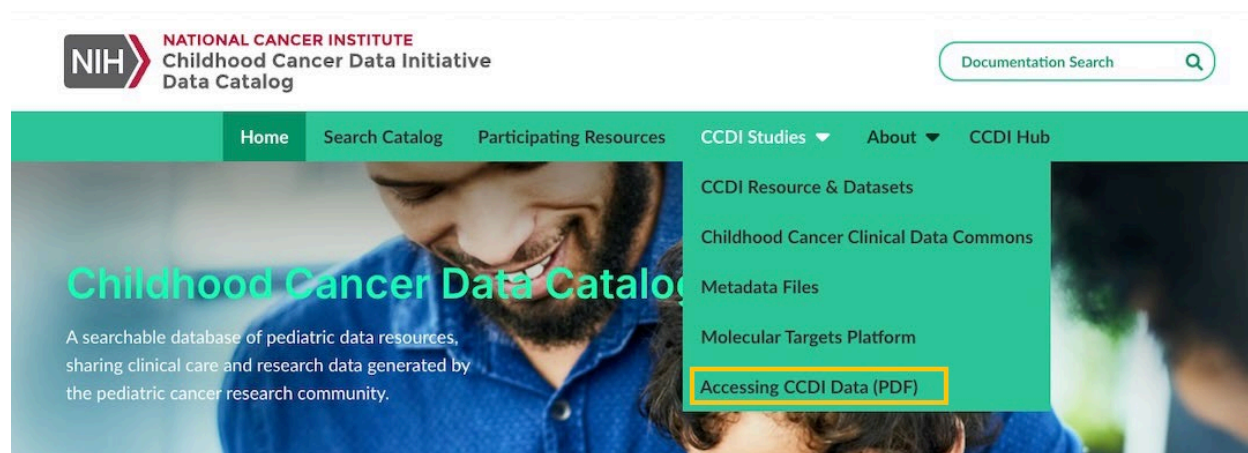 NIH
NATIONAL CANCER INSTITUTE
Childhood Cancer Data Initiative
Data Catalog
Documentation Search
Home Search Catalog Participating Resources CCDI Studies About CCDI Hub
CCDI Resource & Datasets
Childhood Cancer Clinical Data Commons
Metadata Files
Molecular Targets Platform
Accessing CCDI Data (PDF)
Childhood Cancer Data Catalo
A searchable database of pediatric data resources,
sharing clinical care and research data generated by
the pediatric cancer research community.